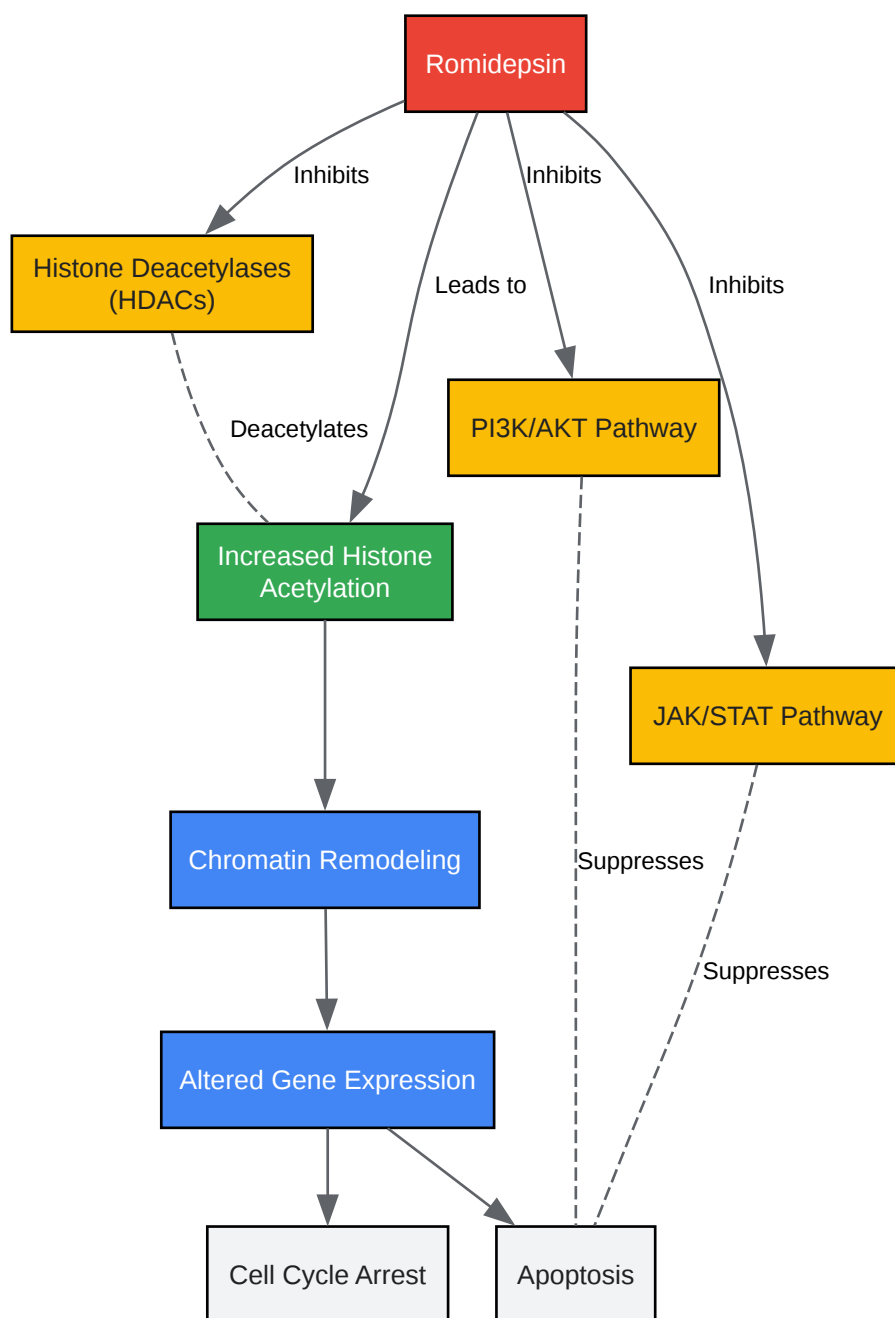 Romidepsin
Inhibits
Inhibits
Histone Deacetylases
(HDACs)
Leads to
Inhibits
PI3K/AKT Pathway
Deacetylates
Increased Histone
Acetylation
JAK/STAT Pathway
Chromatin Remodeling
Suppresses
Suppresses
Altered Gene Expression
Cell Cycle Arrest
Apoptosis